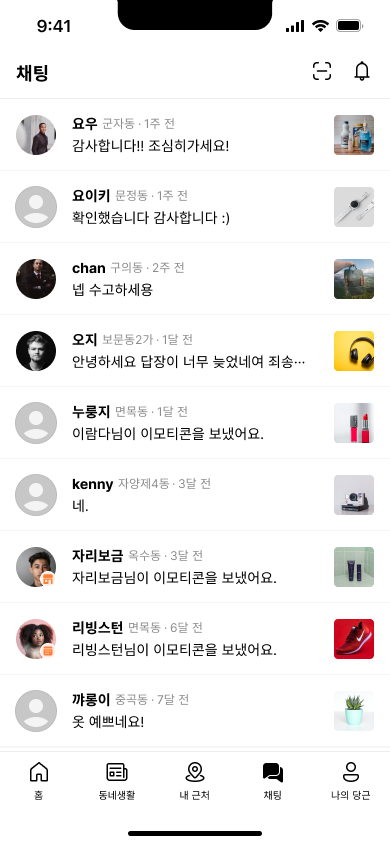 9:41
채팅
요우 군자동 · 1주 전
감사합니다!! 조심히가세요!
요이키 문정동 · 1주 전
확인했습니다 감사합니다 :)
chan 구의동 · 2주 전
넵 수고하세용
오지 보문동2가 · 1달 전
안녕하세요 답장이 너무 늦었네여 죄송…
누룽지 면목동 · 1달 전
이람다님이 이모티콘을 보냈어요.
kenny 자양제4동 · 3달 전
네.
자리보금 옥수동 · 3달 전
자리보금님이 이모티콘을 보냈어요.
리빙스턴 면목동 · 6달 전
리빙스턴님이 이모티콘을 보냈어요.
꺄롱이 중곡동 · 7달 전
옷 예쁘네요!
홈 동네생활 내 근처 채팅 나의 당근